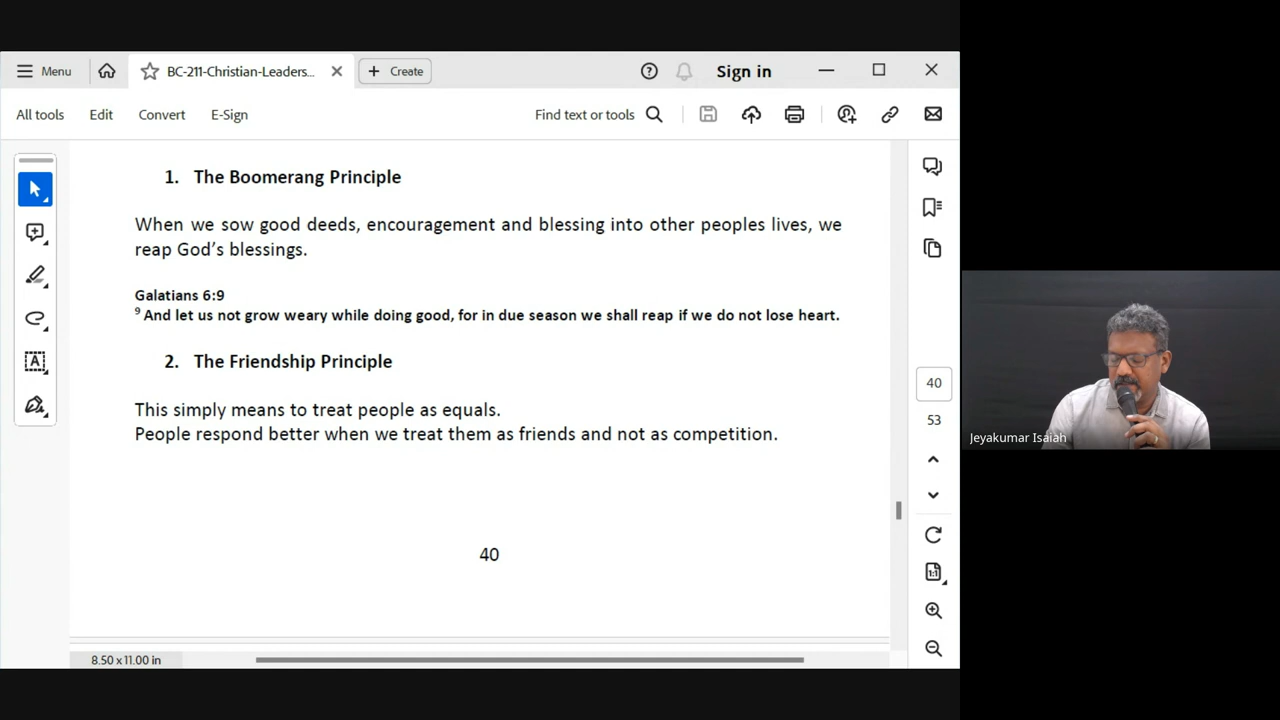 Menu
BC-211-Christian-Leaders...
Create
Sign in
All tools
Edit
Convert
E-Sign
Find text or tools
1. The Boomerang Principle
When we sow good deeds, encouragement and blessing into other peoples lives, we
reap God’s blessings.
Galatians 6:9
9 And let us not grow weary while doing good, for in due season we shall reap if we do not lose heart.
2. The Friendship Principle
This simply means to treat people as equals.
People respond better when we treat them as friends and not as competition.
40
8.50 x 11.00 in
40
53
1:1
Jeyakumar Isaiah